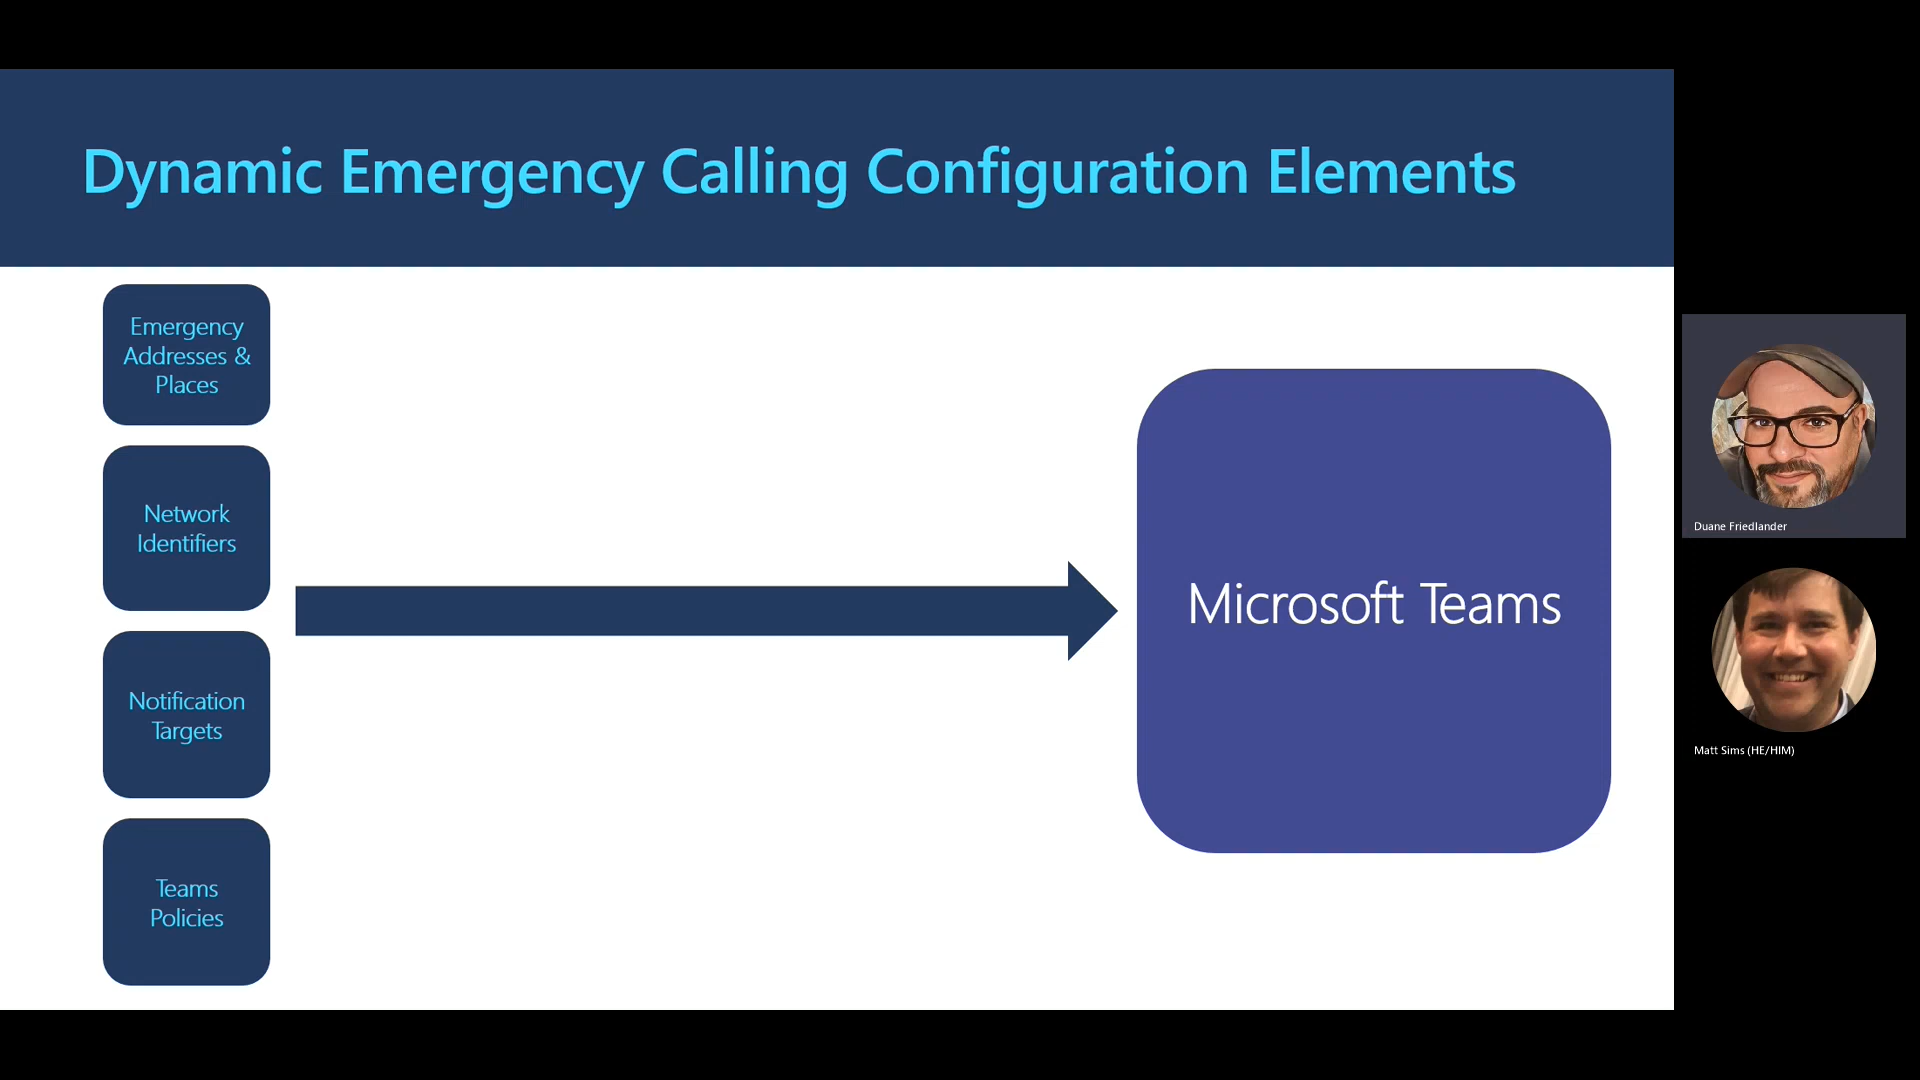 Dynamic Emergency Calling Configuration Elements
Emergency
Addresses &
Places
Network
Identifiers
Notification
Targets
Teams
Policies
Microsoft Teams
Duane Friedlander
Matt Sims (HE/HIM)